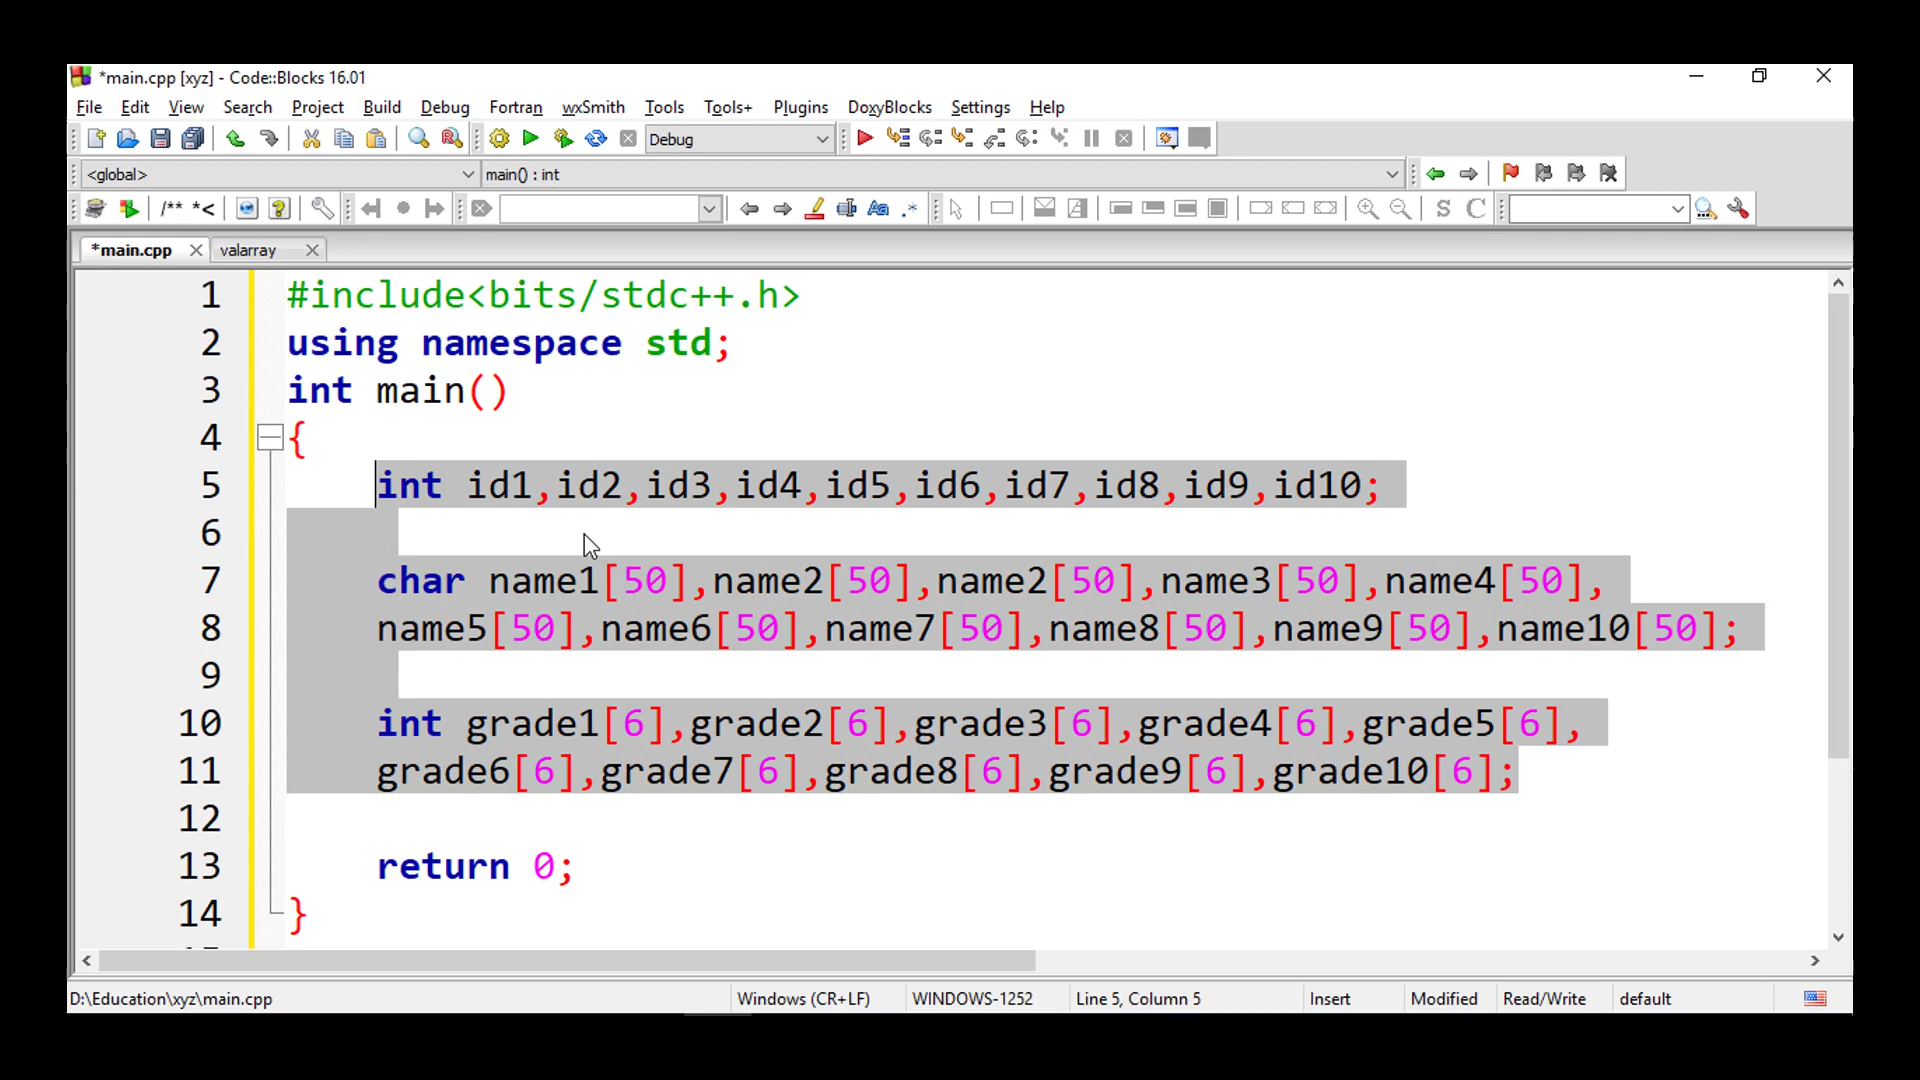 *main.cpp [xyz] - Code::Blocks 16.01
File Edit View Search Project Build Debug Fortran wxSmith Tools Tools+ Plugins DoxyBlocks Settings Help
Debug
<global> main() : int
/** *<
*main.cpp valarray
1 #include<bits/stdc++.h>
2 using namespace std;
3 int main()
4 {
5 int id1,id2,id3,id4,id5,id6,id7,id8,id9,id10;
6
7 char name1[50],name2[50],name2[50],name3[50],name4[50],
8 name5[50],name6[50],name7[50],name8[50],name9[50],name10[50];
9
10 int grade1[6],grade2[6],grade3[6],grade4[6],grade5[6],
11 grade6[6],grade7[6],grade8[6],grade9[6],grade10[6];
12
13 return 0;
14 }
D:\Education\xyz\main.cpp Windows (CR+LF) WINDOWS-1252 Line 5, Column 5 Insert Modified Read/Write default